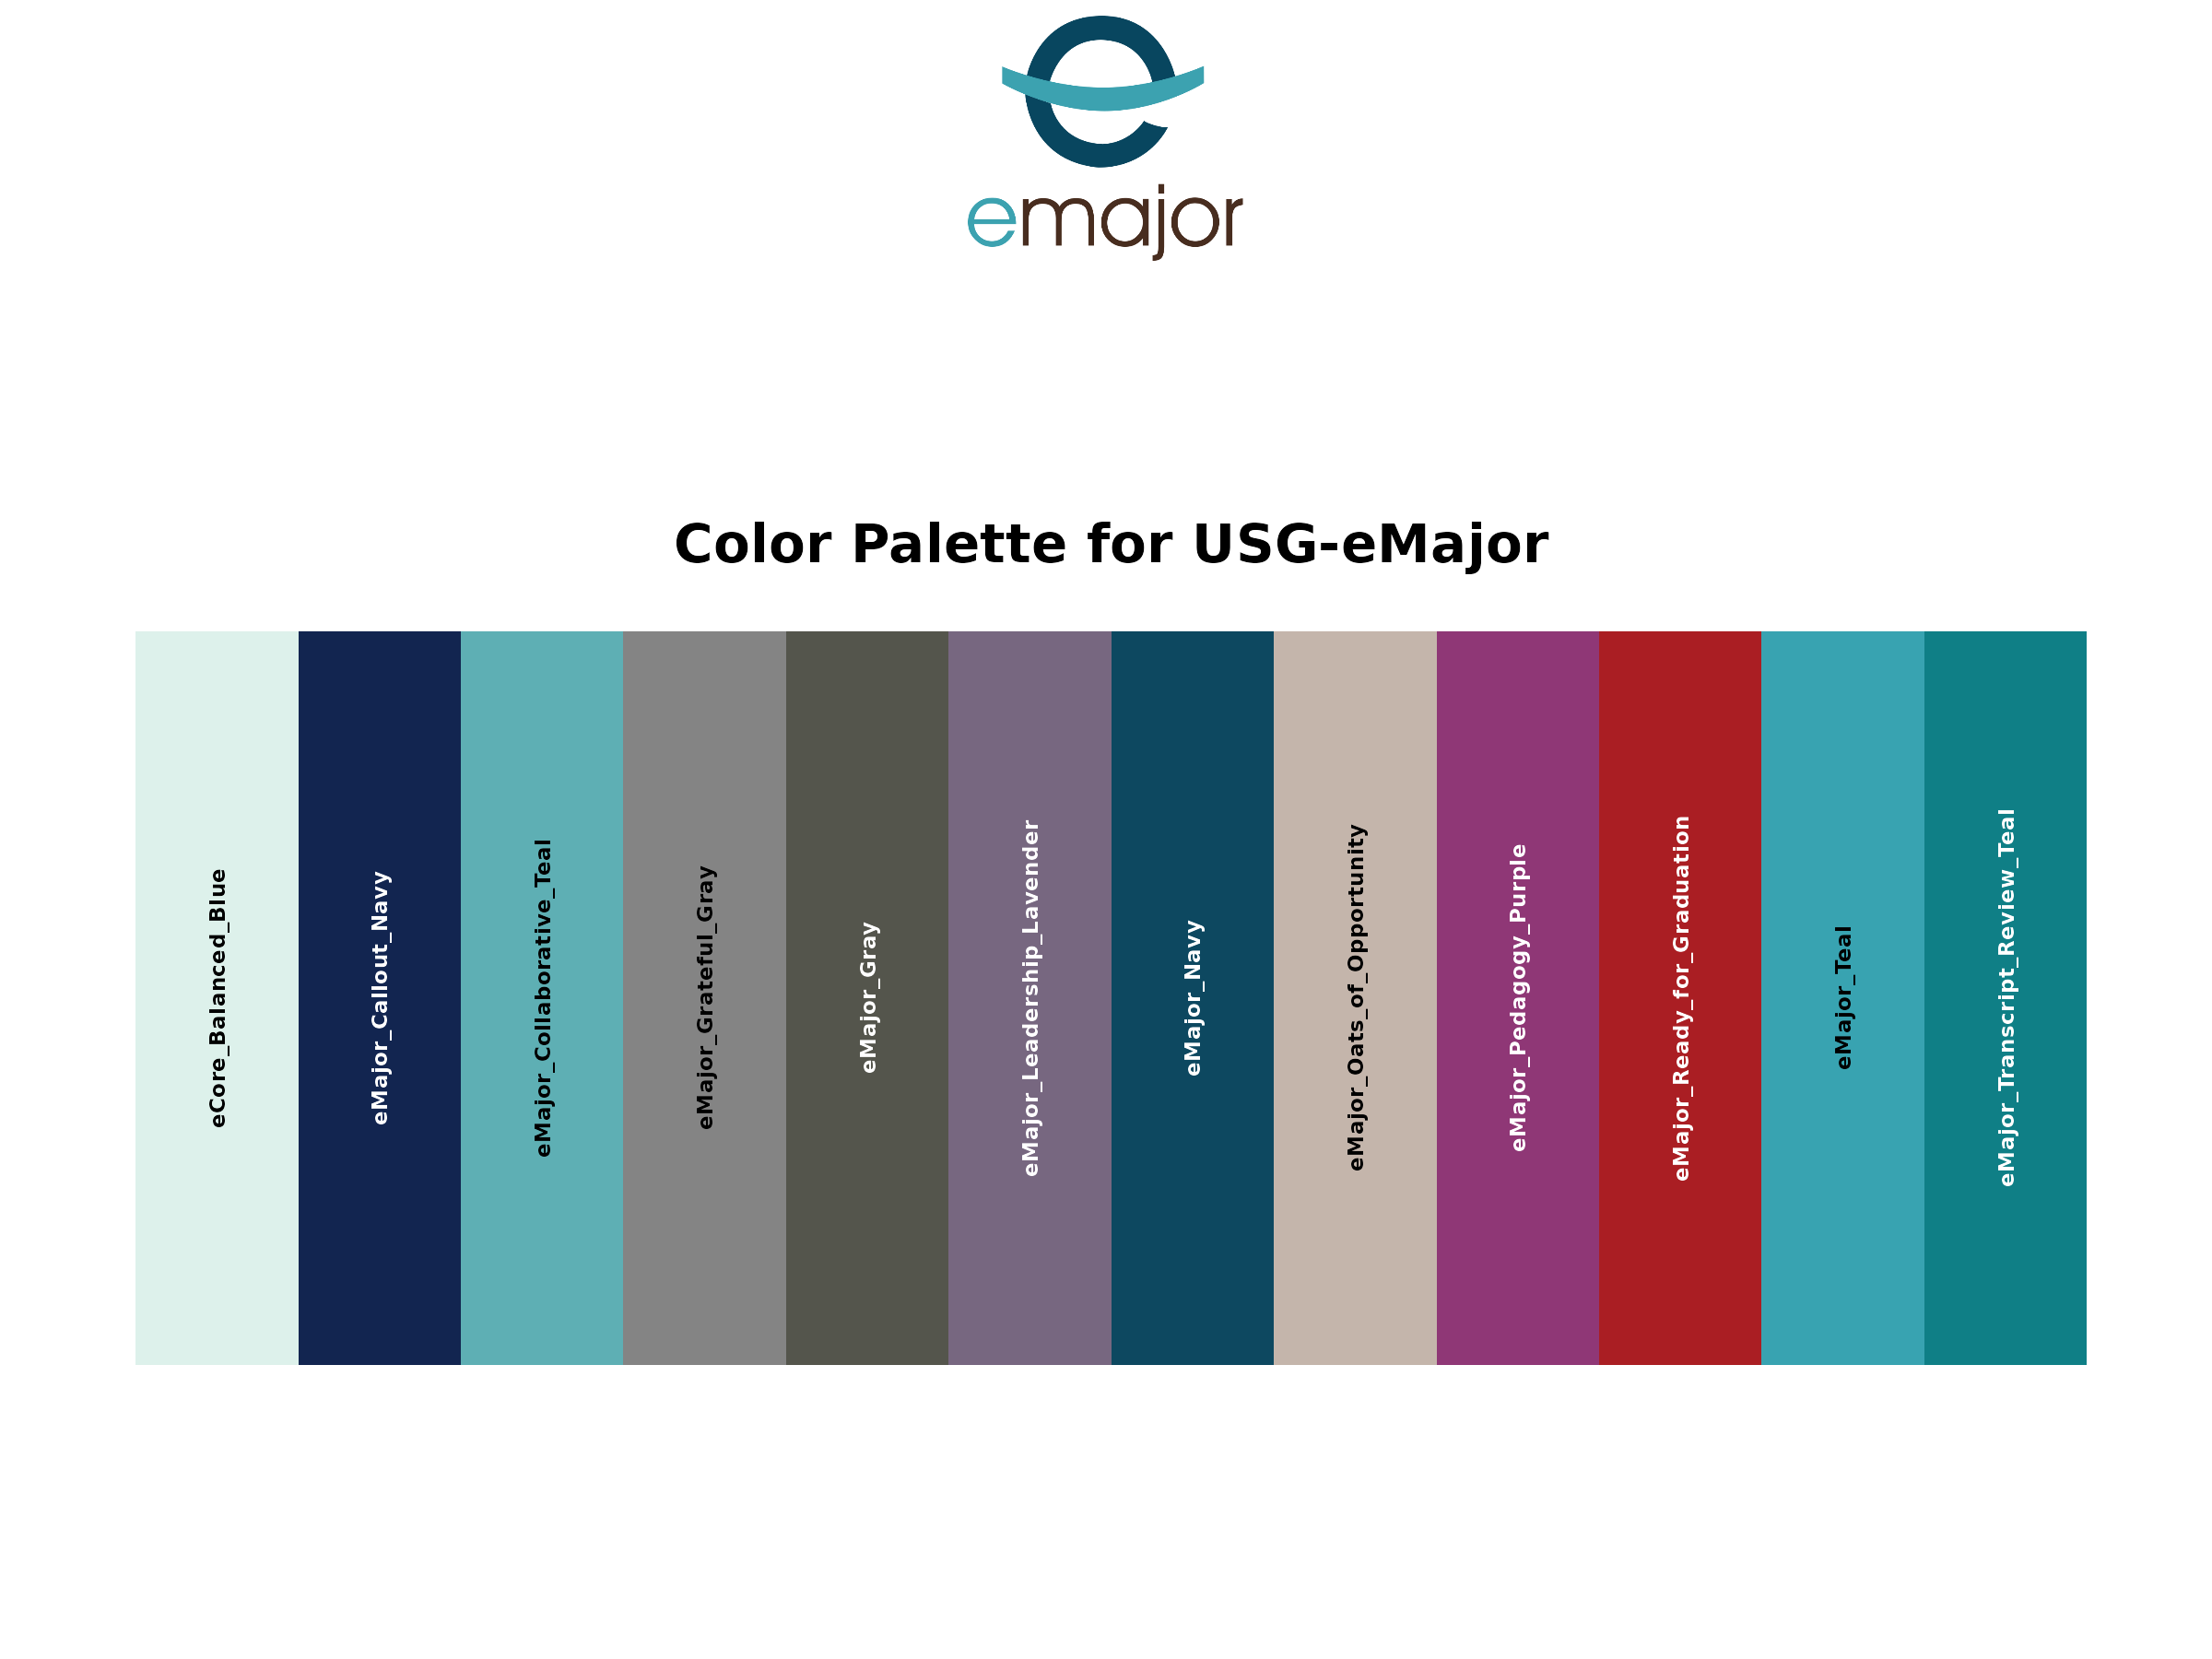 emajor
Color Palette for USG-eMajor
eCore_Balanced_Blue
eMajor_Callout_Navy
eMajor_Collaborative_Teal
eMajor_Grateful_Gray
eMajor_Gray
eMajor_Leadership_Lavender
eMajor_Navy
eMajor_Oats_of_Opportunity
eMajor_Pedagogy_Purple
eMajor_Ready_for_Graduation
eMajor_Teal
eMajor_Transcript_Review_Teal